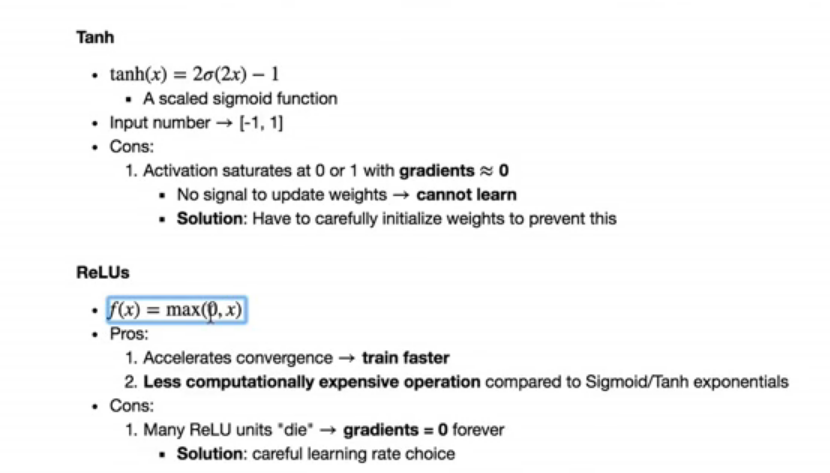 Tanh
• tanh(x) = 2σ(2x) − 1
▪ A scaled sigmoid function
• Input number → [-1, 1]
• Cons:
1. Activation saturates at 0 or 1 with gradients ≈ 0
▪ No signal to update weights → cannot learn
▪ Solution: Have to carefully initialize weights to prevent this
ReLUs
• f(x) = max(0, x)
• Pros:
1. Accelerates convergence → train faster
2. Less computationally expensive operation compared to Sigmoid/Tanh exponentials
• Cons:
1. Many ReLU units "die" → gradients = 0 forever
▪ Solution: careful learning rate choice